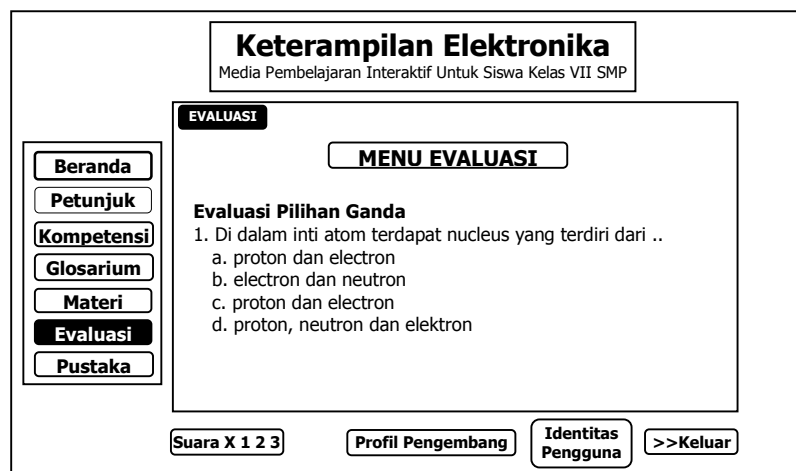 Keterampilan Elektronika
Media Pembelajaran Interaktif Untuk Siswa Kelas VII SMP
EVALUASI
MENU EVALUASI
Beranda
Petunjuk
Kompetensi
Glosarium
Materi
Evaluasi
Pustaka
Evaluasi Pilihan Ganda
1. Di dalam inti atom terdapat nucleus yang terdiri dari ..
a. proton dan electron
b. electron dan neutron
c. proton dan electron
d. proton, neutron dan elektron
Suara X 1 2 3
Profil Pengembang
Identitas
Pengguna
>>Keluar